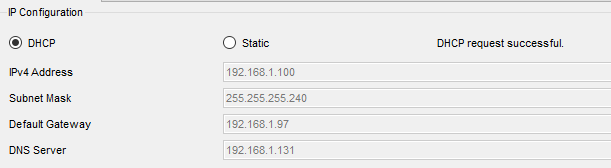 IP Configuration
DHCP Static DHCP request successful.
IPv4 Address 192.168.1.100
Subnet Mask 255.255.255.240
Default Gateway 192.168.1.97
DNS Server 192.168.1.131